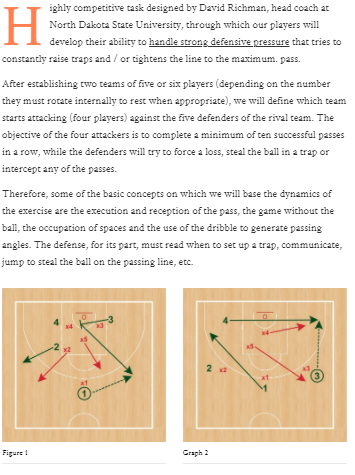 Highly competitive task designed by David Richman, head coach at
North Dakota State University, through which our players will
develop their ability to handle strong defensive pressure that tries to
constantly raise traps and / or tightens the line to the maximum. pass.
After establishing two teams of five or six players (depending on the number
they must rotate internally to rest when appropriate), we will define which team
starts attacking (four players) against the five defenders of the rival team. The
objective of the four attackers is to complete a minimum of ten successful passes
in a row, while the defenders will try to force a loss, steal the ball in a trap or
intercept any of the passes.
Therefore, some of the basic concepts on which we will base the dynamics of
the exercise are the execution and reception of the pass, the game without the
ball, the occupation of spaces and the use of the dribble to generate passing
angles. The defense, for its part, must read when to set up a trap, communicate,
jump to steal the ball on the passing line, etc.
4 x4 x3 3
2 x2 x5
x1
1
4
x4
x5
2 x2 x1 x3 3
1
Figure 1
Graph 2